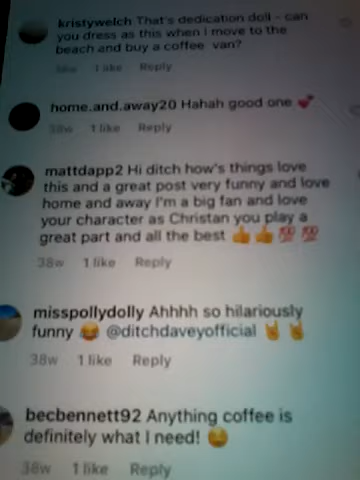 kristywelch That's dedication doll - can
you dress as this when I move to the
beach and buy a coffee van?
38w 1 like Reply
home.and.away20 Hahah good one 💕
38w 1 like Reply
mattdapp2 Hi ditch how's things love
this and a great post very funny and love
home and away I'm a big fan and love
your character as Christan you play a
great part and all the best 👍👍💯💯
38w 1 like Reply
misspollydolly Ahhhh so hilariously
funny 😂 @ditchdaveyofficial 🤘🤘
38w 1 like Reply
becbennett92 Anything coffee is
definitely what I need! 😂
38w 1 like Reply